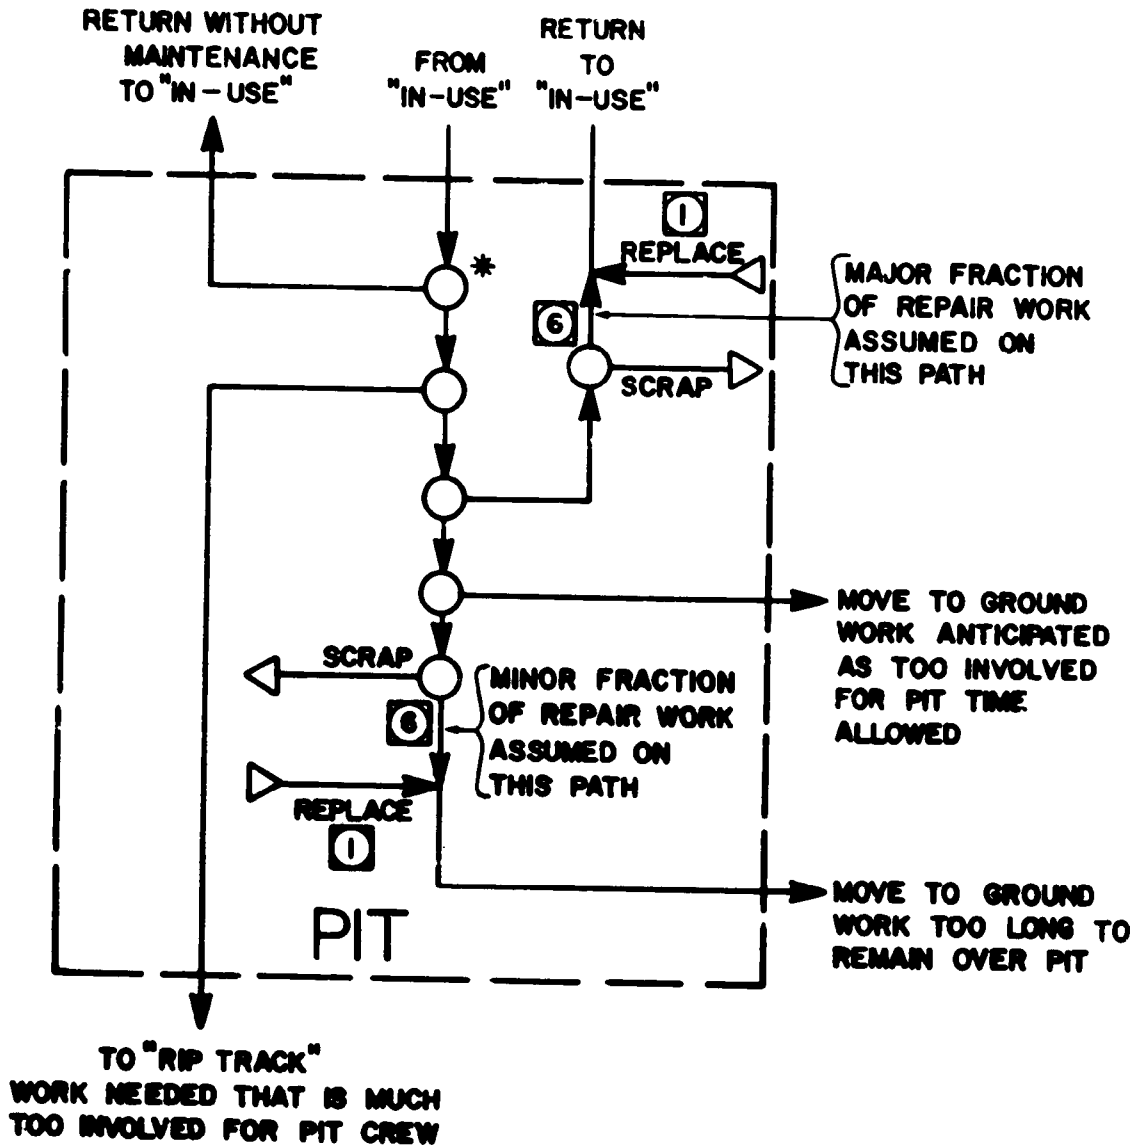 RETURN WITHOUT
MAINTENANCE
TO "IN-USE"
FROM
"IN-USE"
RETURN
TO
"IN-USE"
1
REPLACE
*
6
MAJOR FRACTION
OF REPAIR WORK
ASSUMED ON
THIS PATH
SCRAP
MOVE TO GROUND
WORK ANTICIPATED
AS TOO INVOLVED
FOR PIT TIME
ALLOWED
SCRAP
6
MINOR FRACTION
OF REPAIR WORK
ASSUMED ON
THIS PATH
REPLACE
1
PIT
MOVE TO GROUND
WORK TOO LONG TO
REMAIN OVER PIT
TO "RIP TRACK"
WORK NEEDED THAT IS MUCH
TOO INVOLVED FOR PIT CREW